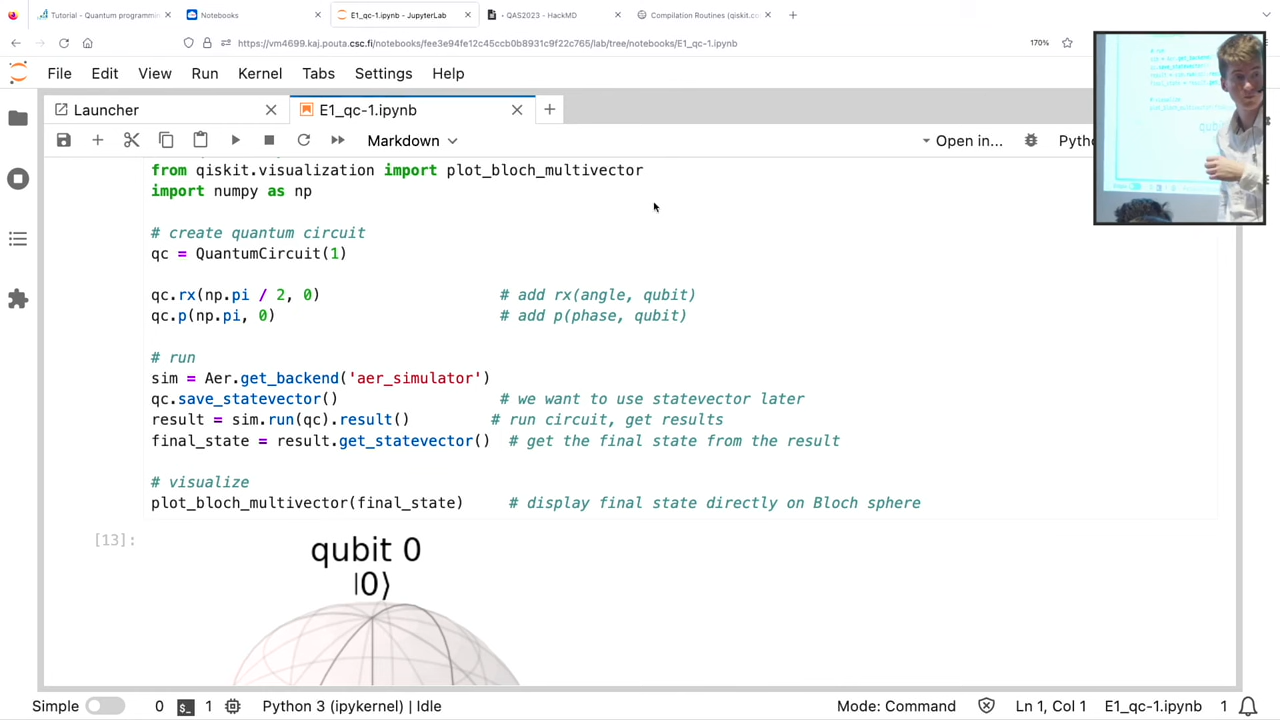 Tutorial - Quantum programmin
Notebooks
E1_qc-1.ipynb - JupyterLab
- QAS2023 - HackMD
Compilation Routines (qiskit.c
https://vm4699.kaj.pouta.csc.fi/notebooks/fee3e94fe12c45ccb0b8931c9f22c765/lab/tree/notebooks/E1_qc-1.ipynb
170%
File Edit View Run Kernel Tabs Settings Help
Launcher
E1_qc-1.ipynb
Markdown
Open in...
Pyth
from qiskit.visualization import plot_bloch_multivector
import numpy as np
# create quantum circuit
qc = QuantumCircuit(1)
qc.rx(np.pi / 2, 0) # add rx(angle, qubit)
qc.p(np.pi, 0) # add p(phase, qubit)
# run
sim = Aer.get_backend('aer_simulator')
qc.save_statevector() # we want to use statevector later
result = sim.run(qc).result() # run circuit, get results
final_state = result.get_statevector() # get the final state from the result
# visualize
plot_bloch_multivector(final_state) # display final state directly on Bloch sphere
[13]:
qubit 0
|0⟩
Simple 0 1 Python 3 (ipykernel) | Idle Mode: Command Ln 1, Col 1 E1_qc-1.ipynb 1